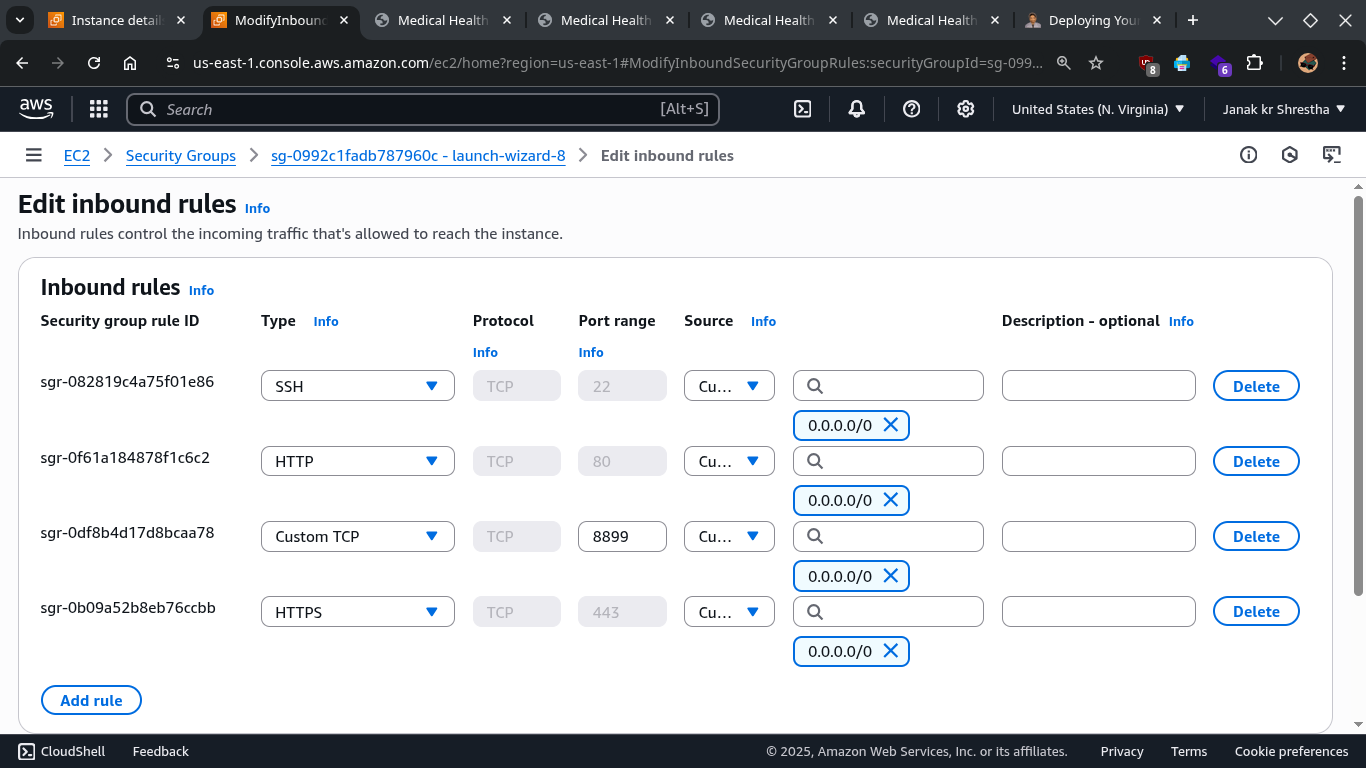 Instance detail
ModifyInbound
Medical Health
Medical Health
Medical Health
Medical Health
Deploying You
us-east-1.console.aws.amazon.com/ec2/home?region=us-east-1#ModifyInboundSecurityGroupRules:securityGroupId=sg-099...
8
6
aws
Search
[Alt+S]
United States (N. Virginia)
Janak kr Shrestha
EC2
Security Groups
sg-0992c1fadb787960c - launch-wizard-8
Edit inbound rules
Edit inbound rules Info
Inbound rules control the incoming traffic that's allowed to reach the instance.
Inbound rules Info
Security group rule ID Type Info Protocol Info Port range Info Source Info Description - optional Info
sgr-082819c4a75f01e86 SSH TCP 22 Cu... Delete
0.0.0.0/0
sgr-0f61a184878f1c6c2 HTTP TCP 80 Cu... Delete
0.0.0.0/0
sgr-0df8b4d17d8bcaa78 Custom TCP TCP 8899 Cu... Delete
0.0.0.0/0
sgr-0b09a52b8eb76ccbb HTTPS TCP 443 Cu... Delete
0.0.0.0/0
Add rule
CloudShell Feedback © 2025, Amazon Web Services, Inc. or its affiliates. Privacy Terms Cookie preferences